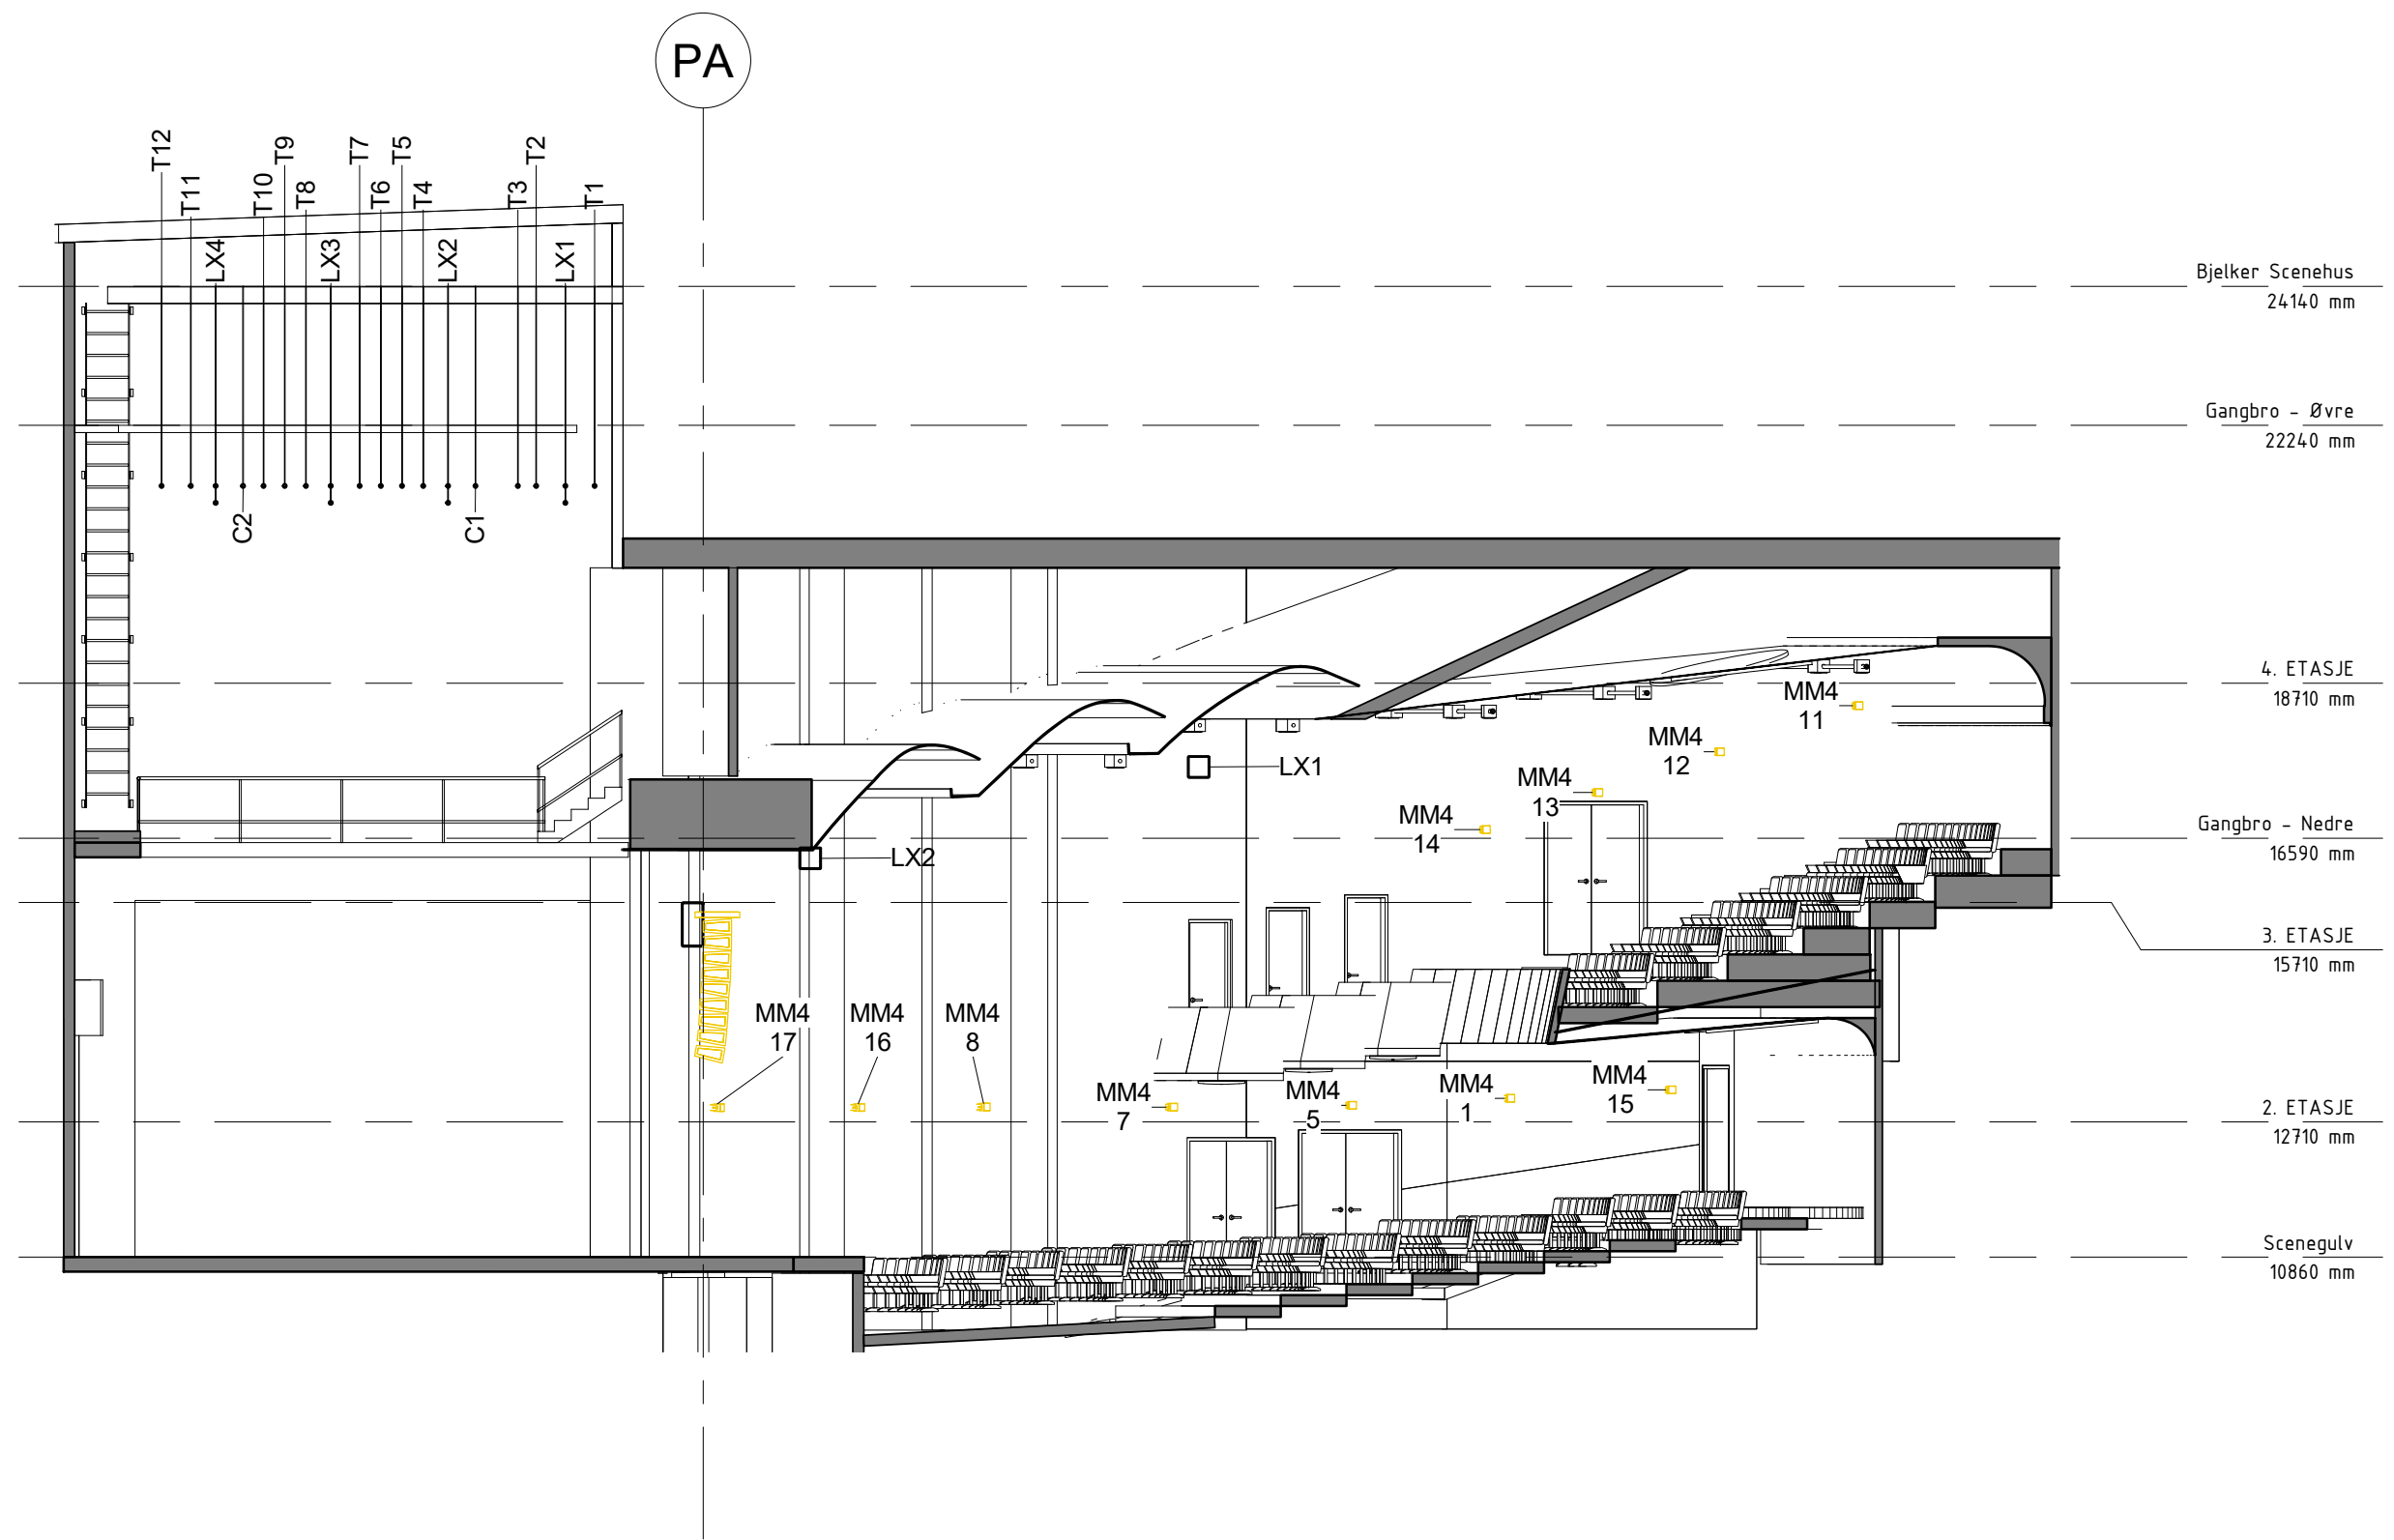 PA
T12
T11
T10
T9
T8
T7
T6
T5
T4
T3
T2
T1
LX4
LX3
LX2
LX1
C2
C1
Bjelker Scenehus
24140 mm
Gangbro - Øvre
22240 mm
4. ETASJE
18710 mm
MM4
11
MM4
12
MM4
13
MM4
14
LX1
LX2
Gangbro - Nedre
16590 mm
3. ETASJE
15710 mm
MM4
17
MM4
16
MM4
8
MM4
7
MM4
5
MM4
1
MM4
15
2. ETASJE
12710 mm
Scenegulv
10860 mm